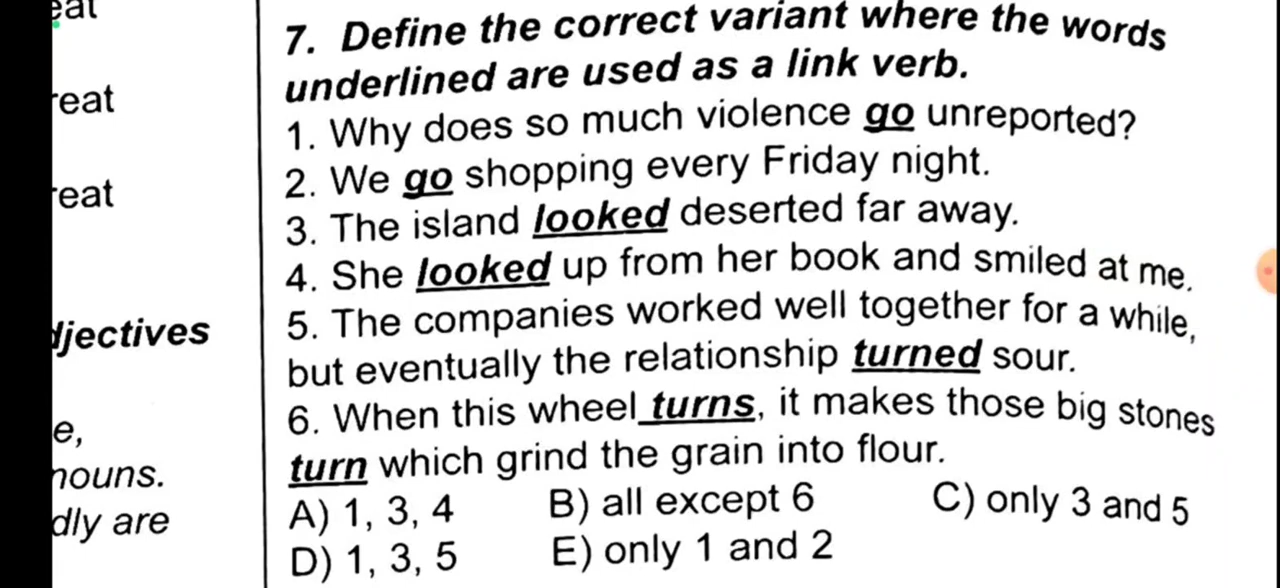 eat
reat
reat
djectives
e,
nouns.
dly are
7. Define the correct variant where the words
underlined are used as a link verb.
1. Why does so much violence go unreported?
2. We go shopping every Friday night.
3. The island looked deserted far away.
4. She looked up from her book and smiled at me.
5. The companies worked well together for a while,
but eventually the relationship turned sour.
6. When this wheel turns, it makes those big stones
turn which grind the grain into flour.
A) 1, 3, 4 B) all except 6 C) only 3 and 5
D) 1, 3, 5 E) only 1 and 2